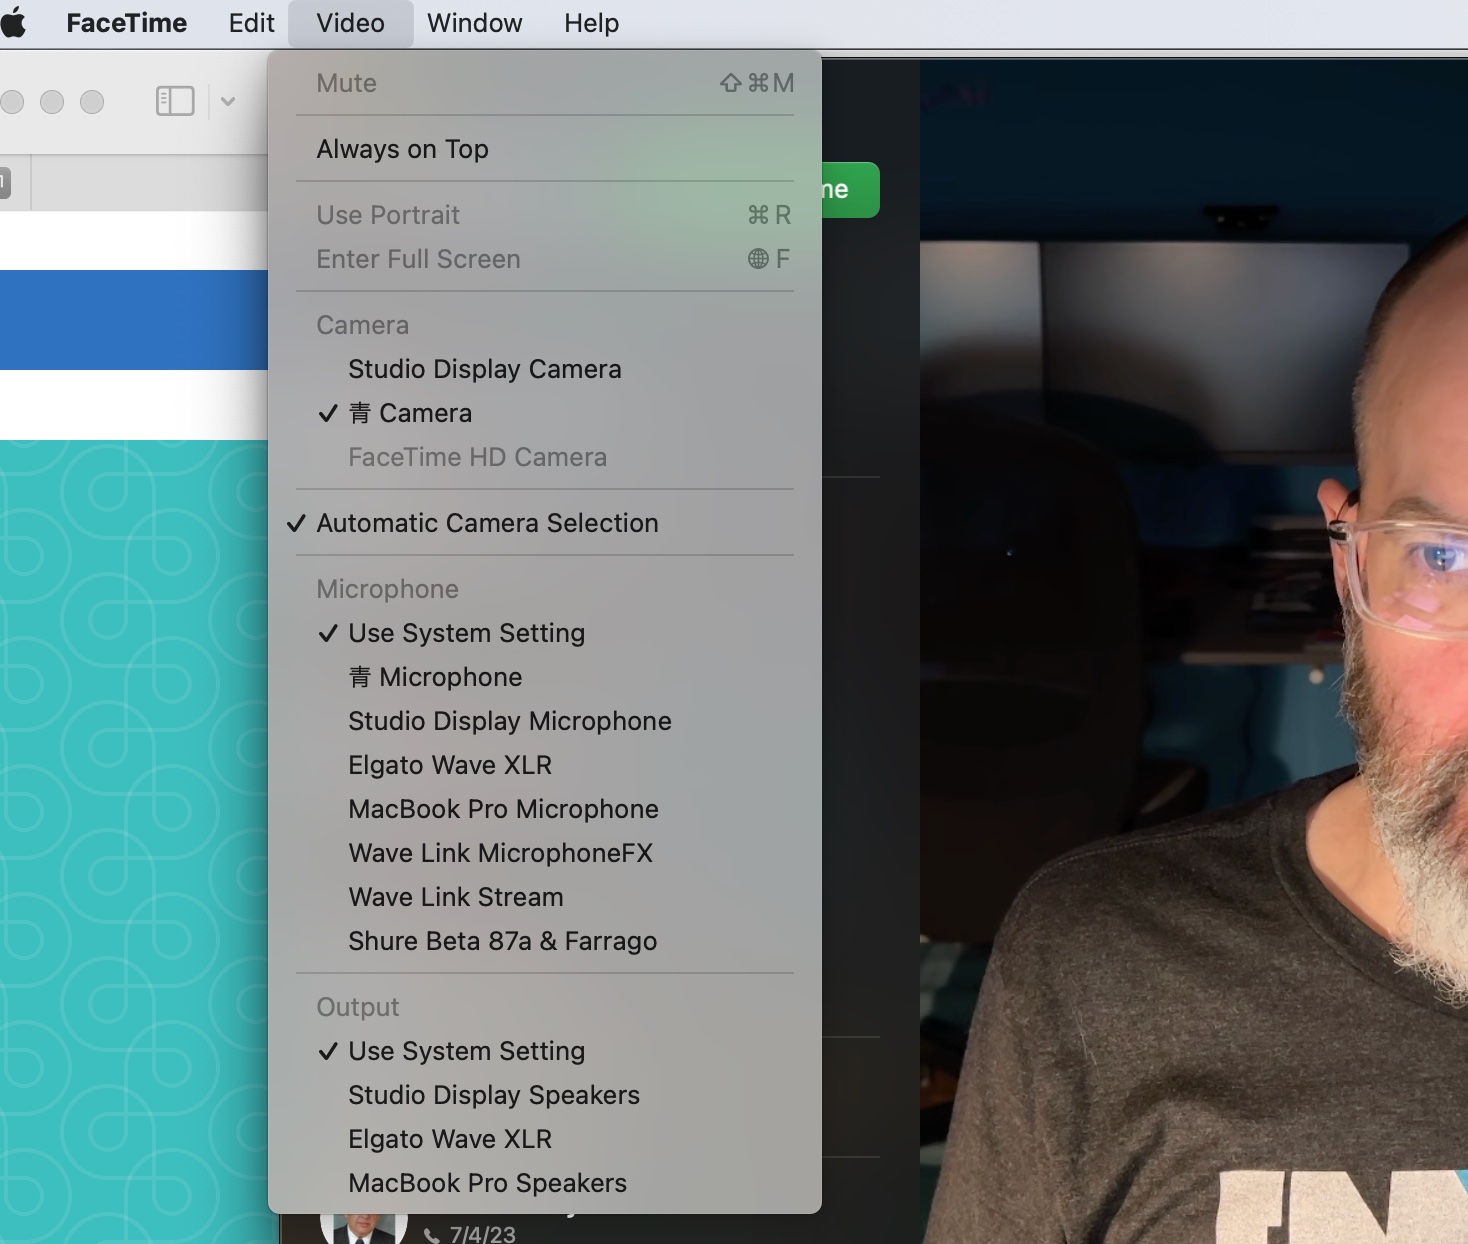 FaceTime Edit Video Window Help
Mute ⇧⌘M
Always on Top
me
Use Portrait ⌘R
Enter Full Screen 🌐F
Camera
Studio Display Camera
✓ 青 Camera
FaceTime HD Camera
✓ Automatic Camera Selection
Microphone
✓ Use System Setting
青 Microphone
Studio Display Microphone
Elgato Wave XLR
MacBook Pro Microphone
Wave Link MicrophoneFX
Wave Link Stream
Shure Beta 87a & Farrago
Output
✓ Use System Setting
Studio Display Speakers
Elgato Wave XLR
MacBook Pro Speakers
7/4/23